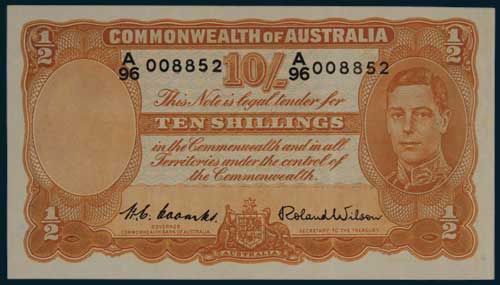 COMMONWEALTH OF AUSTRALIA
1/2 1/2
A/96 008852 A/96 008852
10/-
This Note is legal tender for
TEN SHILLINGS
in the Commonwealth and in all
Territories under the control of
the Commonwealth.
H.C. Coombs Roland Wilson
GOVERNOR SECRETARY TO THE TREASURY
COMMONWEALTH BANK OF AUSTRALIA
1/2 1/2
AUSTRALIA